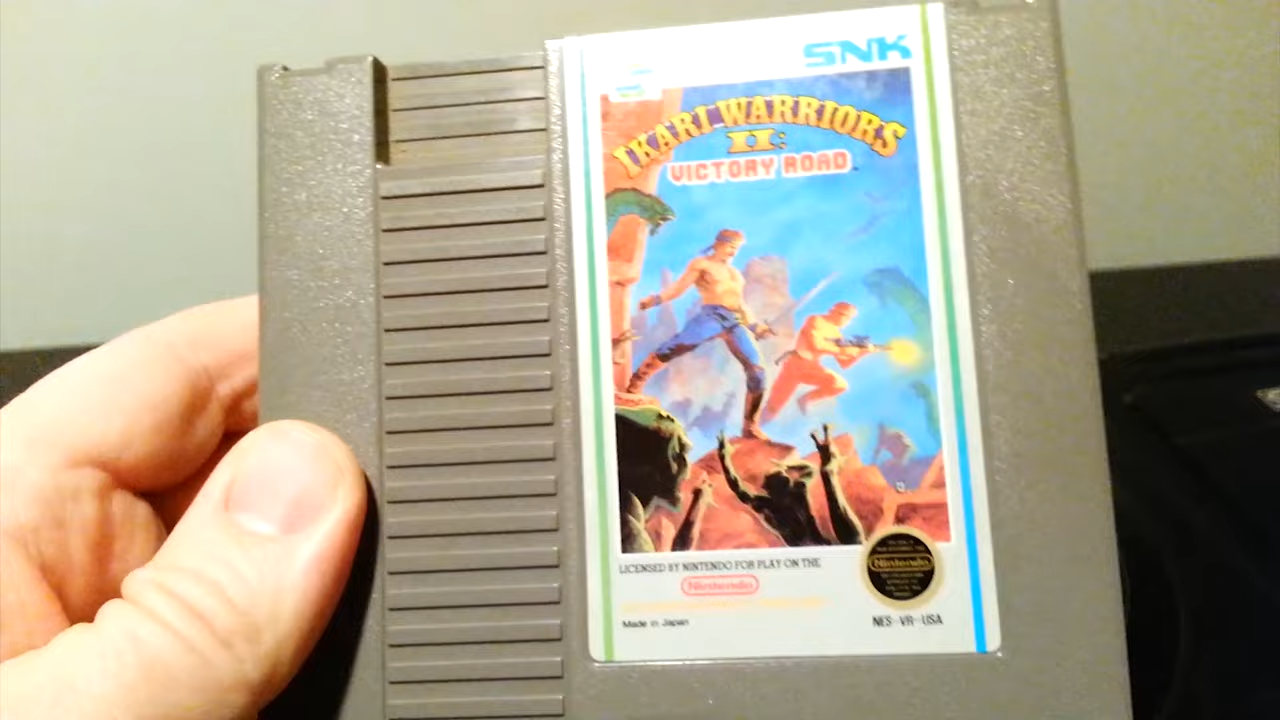 SNK
IKARI WARRIORS
II:
VICTORY ROAD
LICENSED BY NINTENDO FOR PLAY ON THE
Nintendo
Nintendo
Made in Japan
NES-VR-USA